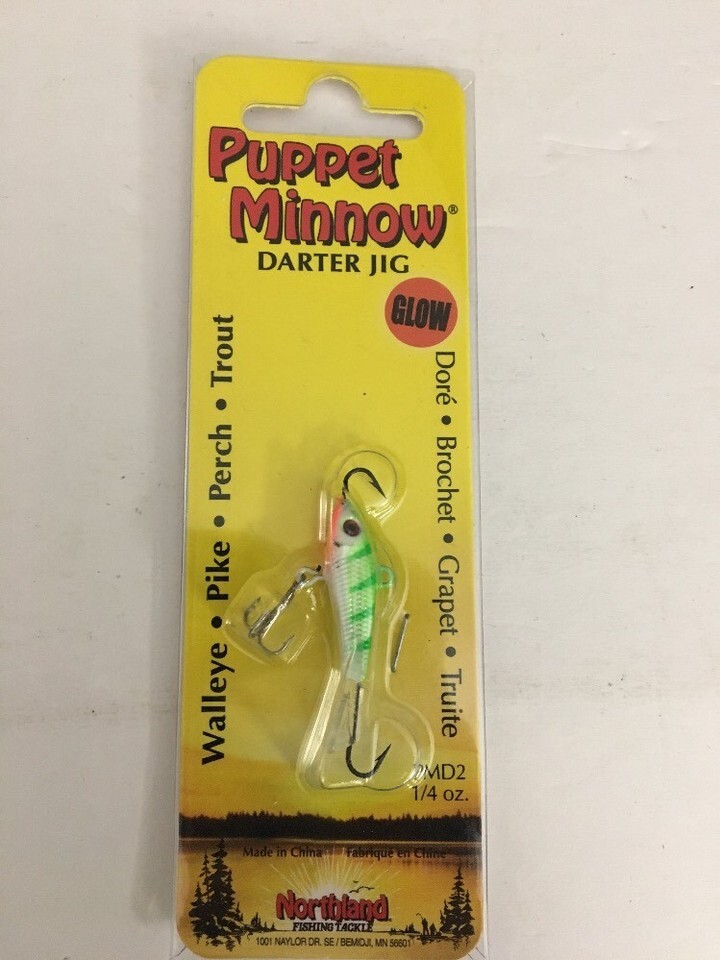 Puppet
Minnow®
DARTER JIG
GLOW
Walleye • Pike • Perch • Trout
Doré • Brochet • Grapet • Truite
1/4 oz.
Made in China Fabriqué en Chine
Northland
FISHING TACKLE
1001 NAYLOR DR. SE / BEMIDJI, MN 56601